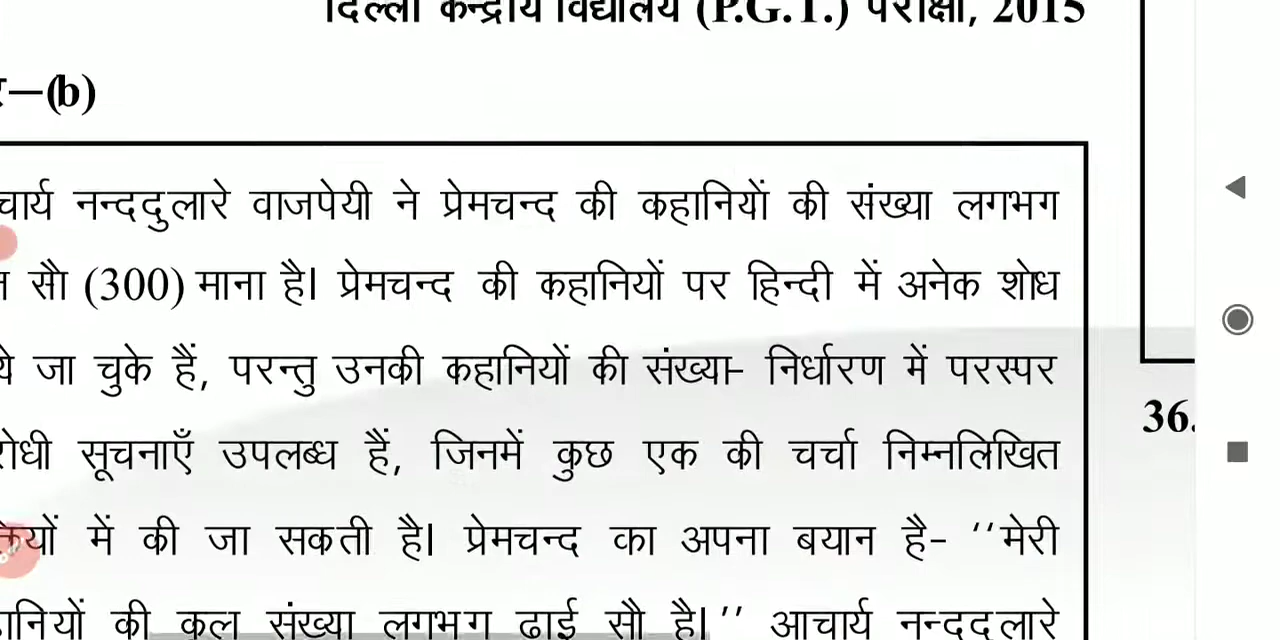 दिल्ली केन्द्रीय विद्यालय (P.G.T.) परीक्षा, 2015
–(b)
नन्ददुलारे वाजपेयी ने प्रेमचन्द की कहानियों की संख्या लगभग
सौ (300) माना है। प्रेमचन्द की कहानियों पर हिन्दी में अनेक शोध
जा चुके हैं, परन्तु उनकी कहानियों की संख्या- निर्धारण में परस्पर
सूचनाएँ उपलब्ध हैं, जिनमें कुछ एक की चर्चा निम्नलिखित
में की जा सकती है। प्रेमचन्द का अपना बयान है- ‘‘मेरी
की कुल संख्या लगभग ढाई सौ है।’’ आचार्य नन्ददुलारे
36.